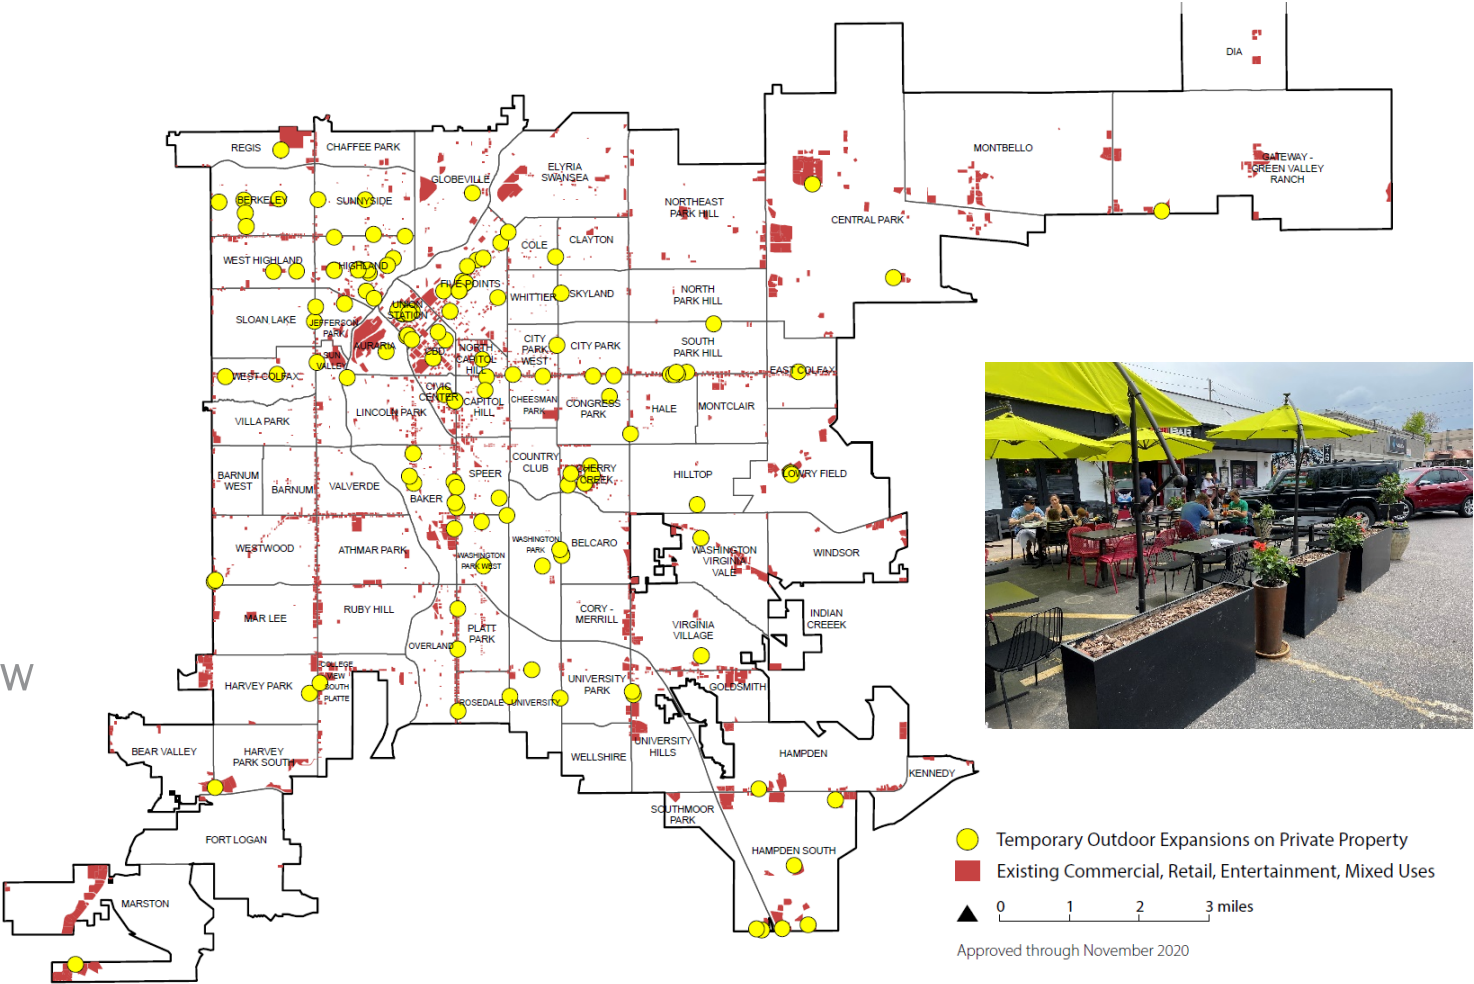 DIA
REGIS
CHAFFEE PARK
GLOBEVILLE
ELYRIA
SWANSEA
MONTBELLO
GATEWAY -
GREEN VALLEY
RANCH
BERKELEY
SUNNYSIDE
NORTHEAST
PARK HILL
CENTRAL PARK
WEST HIGHLAND
HIGHLAND
COLE
CLAYTON
FIVE POINTS
WHITTIER
SKYLAND
NORTH
PARK HILL
SLOAN LAKE
JEFFERSON
PARK
UNION
STATION
AURARIA
CBD
NORTH
CAPITOL
HILL
CITY
PARK
WEST
CITY PARK
SOUTH
PARK HILL
SUN
VALLEY
WEST COLFAX
EAST COLFAX
CIVIC
CENTER
CAPITOL
HILL
CHEESMAN
PARK
CONGRESS
PARK
HALE
MONTCLAIR
VILLA PARK
LINCOLN PARK
BARNUM
WEST
BARNUM
VALVERDE
BAKER
SPEER
COUNTRY
CLUB
CHERRY
CREEK
HILLTOP
LOWRY FIELD
WESTWOOD
ATHMAR PARK
WASHINGTON
PARK WEST
WASHINGTON
PARK
BELCARO
WASHINGTON
VIRGINIA
VALE
WINDSOR
MAR LEE
RUBY HILL
OVERLAND
PLATT
PARK
CORY -
MERRILL
VIRGINIA
VILLAGE
INDIAN
CREEEK
W
HARVEY PARK
COLLEGE
VIEW
SOUTH
PLATTE
ROSEDALE
UNIVERSITY
UNIVERSITY
PARK
GOLDSMITH
BEAR VALLEY
HARVEY
PARK SOUTH
WELLSHIRE
UNIVERSITY
HILLS
HAMPDEN
KENNEDY
SOUTHMOOR
PARK
FORT LOGAN
HAMPDEN SOUTH
MARSTON
Temporary Outdoor Expansions on Private Property
Existing Commercial, Retail, Entertainment, Mixed Uses
0 1 2 3 miles
Approved through November 2020